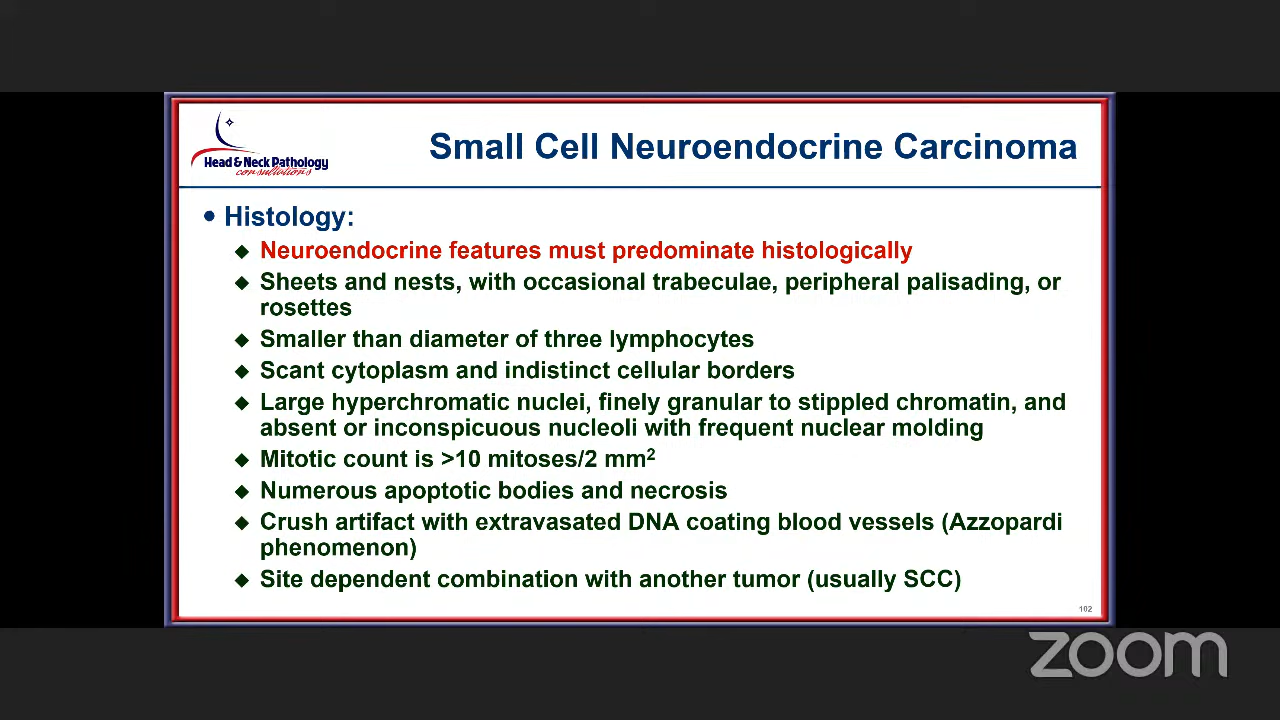 Head & Neck Pathology
consultations
Small Cell Neuroendocrine Carcinoma
• Histology:
◆ Neuroendocrine features must predominate histologically
◆ Sheets and nests, with occasional trabeculae, peripheral palisading, or
rosettes
◆ Smaller than diameter of three lymphocytes
◆ Scant cytoplasm and indistinct cellular borders
◆ Large hyperchromatic nuclei, finely granular to stippled chromatin, and
absent or inconspicuous nucleoli with frequent nuclear molding
◆ Mitotic count is >10 mitoses/2 mm²
◆ Numerous apoptotic bodies and necrosis
◆ Crush artifact with extravasated DNA coating blood vessels (Azzopardi
phenomenon)
◆ Site dependent combination with another tumor (usually SCC)
102
zoom